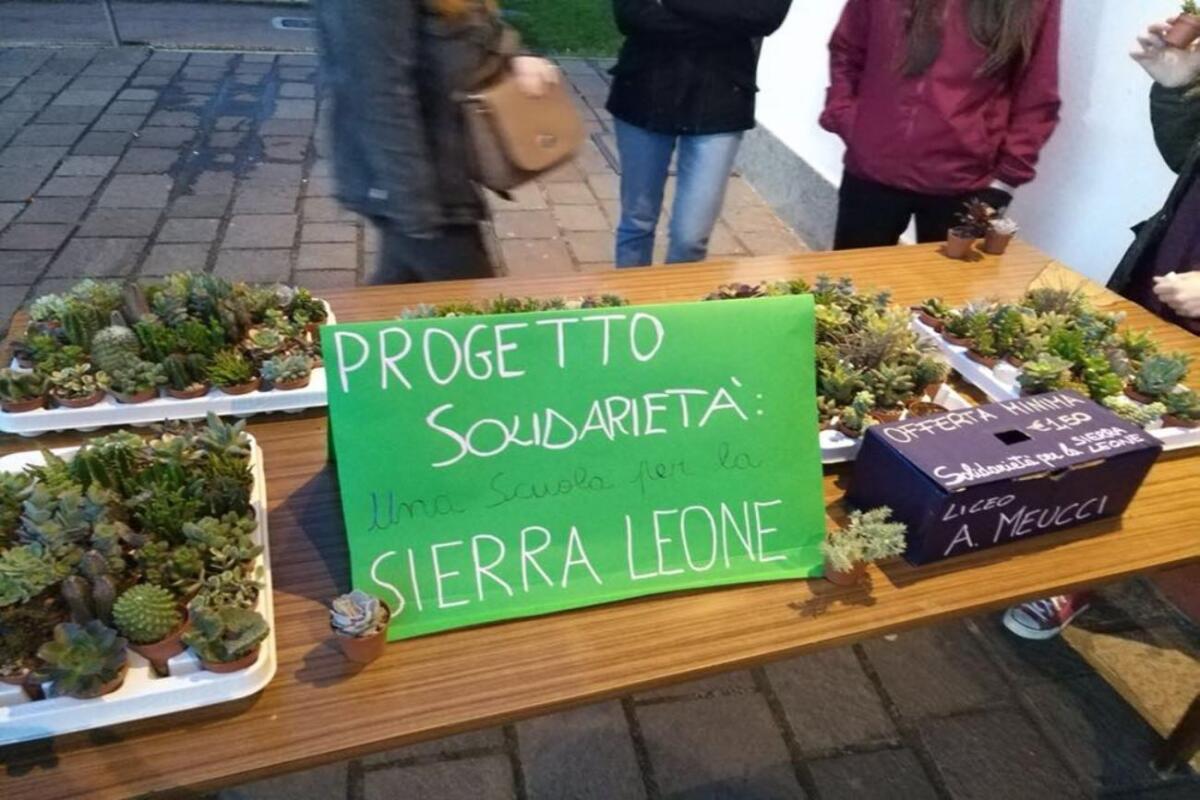 PROGETTO
SOLIDARIETÀ:
Una Scuola per la
SIERRA LEONE
OFFERTA MINIMA
€1,50
Solidarietà per la SIERRA LEONE
LICEO
A. MEUCCI